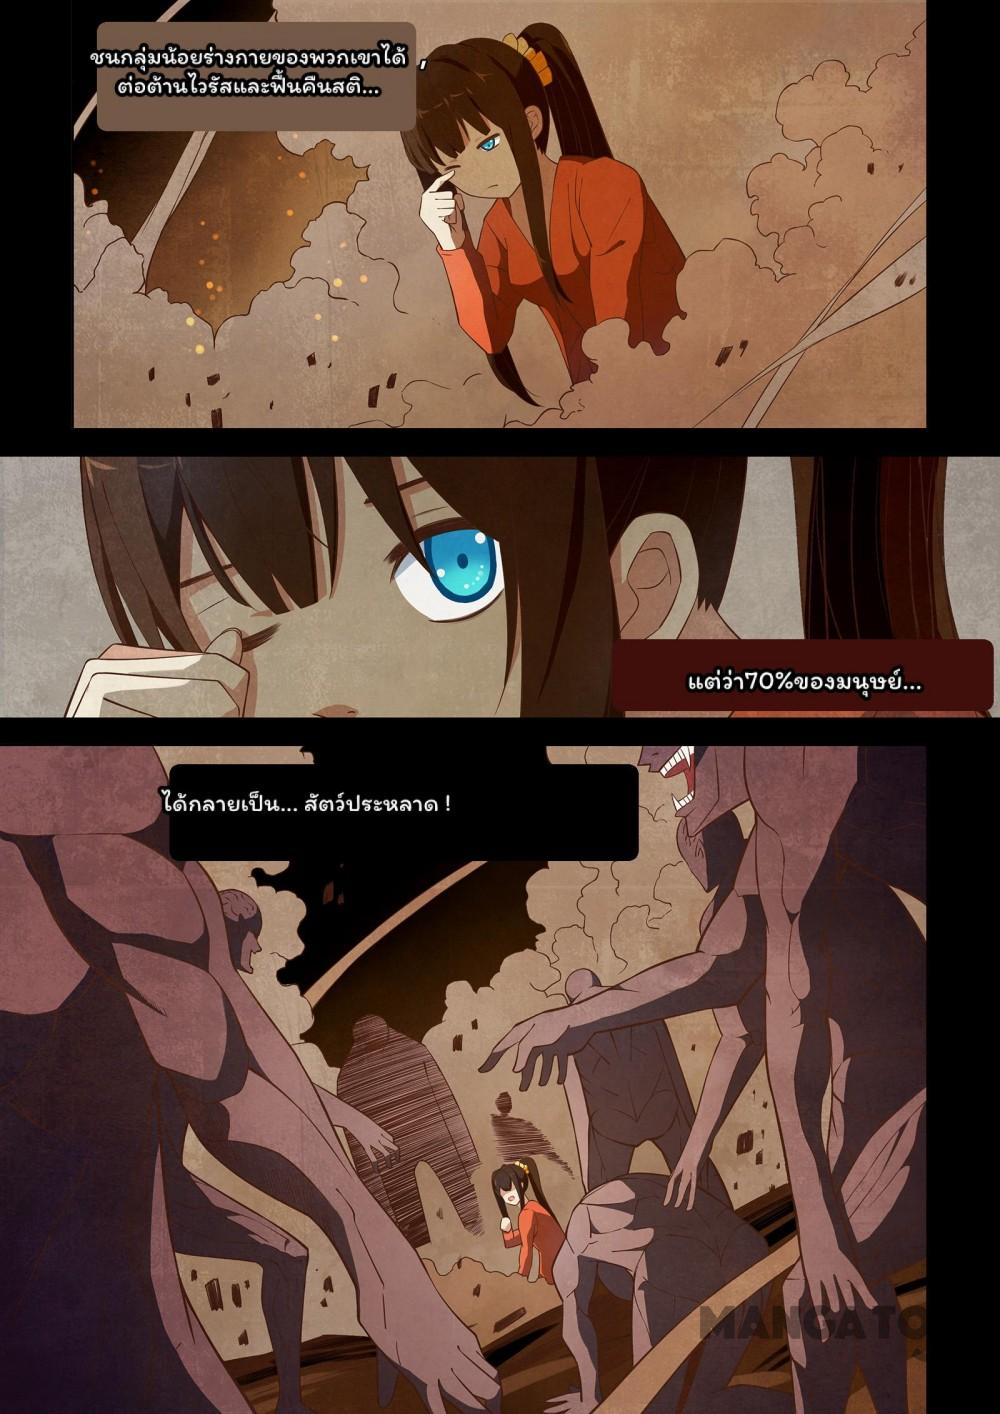 ชนกลุ่มน้อยร่างกายของพวกเขาได้ ,
ต่อต้านไวรัสและฟื้นคืนสติ...
แต่ว่า70%ของมนุษย์...
ได้กลายเป็น... สัตว์ประหลาด !
MANGATO